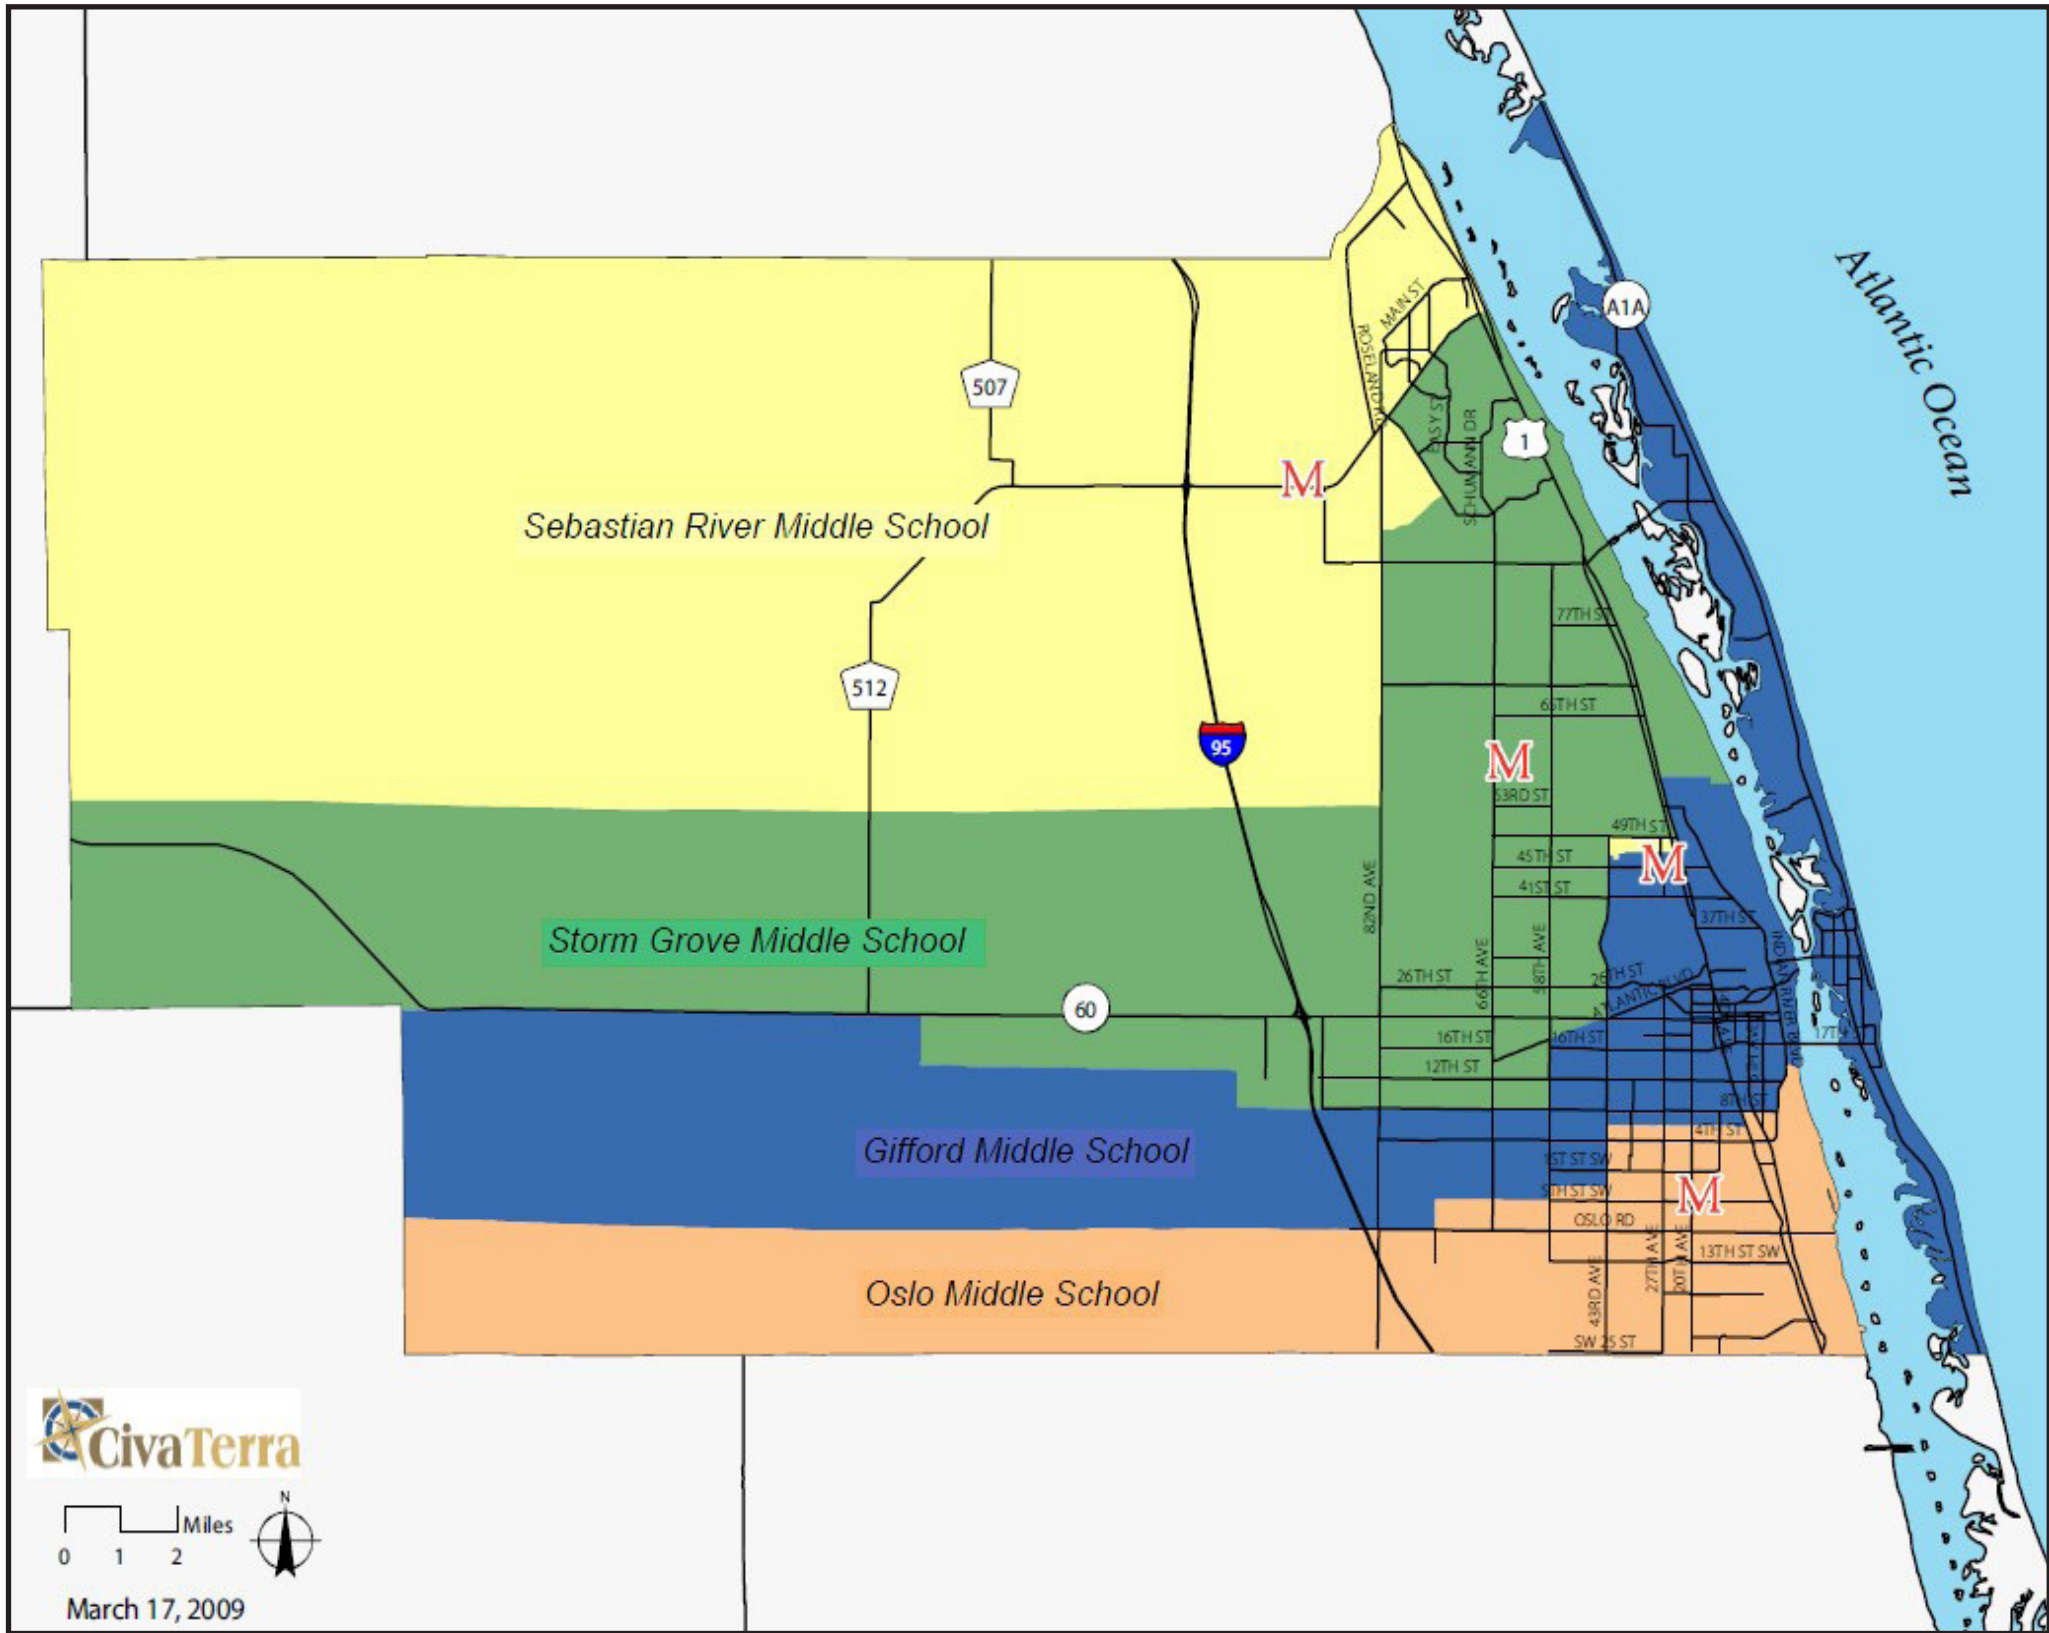 Atlantic Ocean
A1A
MAIN ST
ROSELAND RD
507
EASY ST
SCHUMANN DR
1
M
Sebastian River Middle School
77TH ST
512
65TH ST
95
M
53RD ST
49TH ST
45TH ST
M
41ST ST
82ND AVE
37TH ST
Storm Grove Middle School
66TH AVE
58TH AVE
INDIAN RIVER BLVD
26TH ST
26TH ST
ATLANTIC BLVD
60
16TH ST
16TH ST
17TH
12TH ST
8TH ST
Gifford Middle School
4TH ST
1ST ST SW
5TH ST SW
M
OSLO RD
13TH ST SW
Oslo Middle School
43RD AVE
27TH AVE
20TH AVE
SW 25 ST
CivaTerra
N
Miles
0 1 2
March 17, 2009